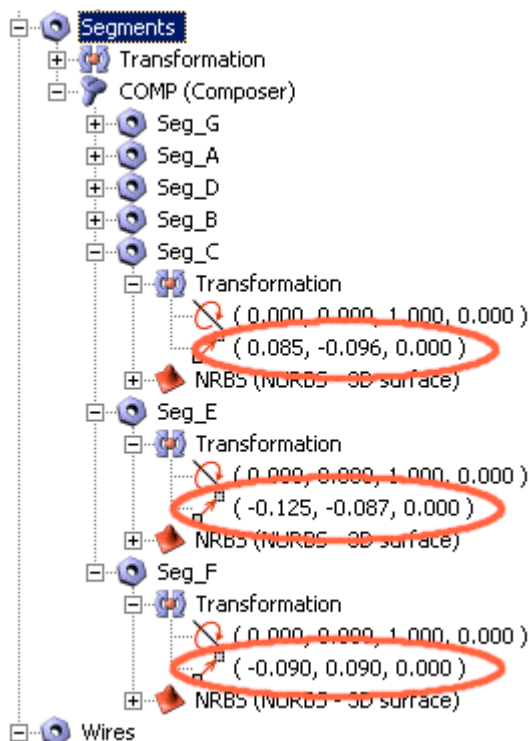 Segments
Transformation
COMP (Composer)
Seg_G
Seg_A
Seg_D
Seg_B
Seg_C
Transformation
( 0.000, 0.000, 1.000, 0.000 )
( 0.085, -0.096, 0.000 )
NRBS (NURBS - 3D surface)
Seg_E
Transformation
( 0.000, 0.000, 1.000, 0.000 )
( -0.125, -0.087, 0.000 )
NRBS (NURBS - 3D surface)
Seg_F
Transformation
( 0.000, 0.000, 1.000, 0.000 )
( -0.090, 0.090, 0.000 )
NRBS (NURBS - 3D surface)
Wires